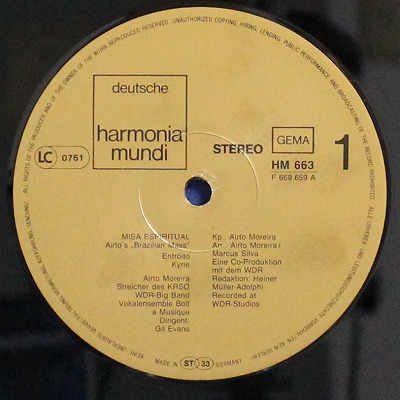 UNAUTHORIZED COPYING, HIRING, LENDING, PUBLIC PERFORMANCE AND BROADCASTING OF THE RECORD PROHIBITED
ALL RIGHTS OF THE PRODUCER AND OF THE OWNER OF THE WORK REPRODUCED RESERVED.
deutsche
harmonia
mundi
LC 0761
STEREO
GEMA
HM 663
F 668.659 A
1
MISA ESPIRITUAL
Airto's „Brazilian Mass"
Entróito
Kyrie
Airto Moreira
Streicher des KRSO
WDR-Big Band
Vokalensemble Boît
à Musique
Dirigent:
Gil Evans
Kp.: Airto Moreira
Arr.: Airto Moreira/
Marcus Silva
Eine Co-Produktion
mit dem WDR
Redaktion: Heiner
Müller-Adolphi
Recorded at
WDR-Studios
MADE IN ST 33 GERMANY